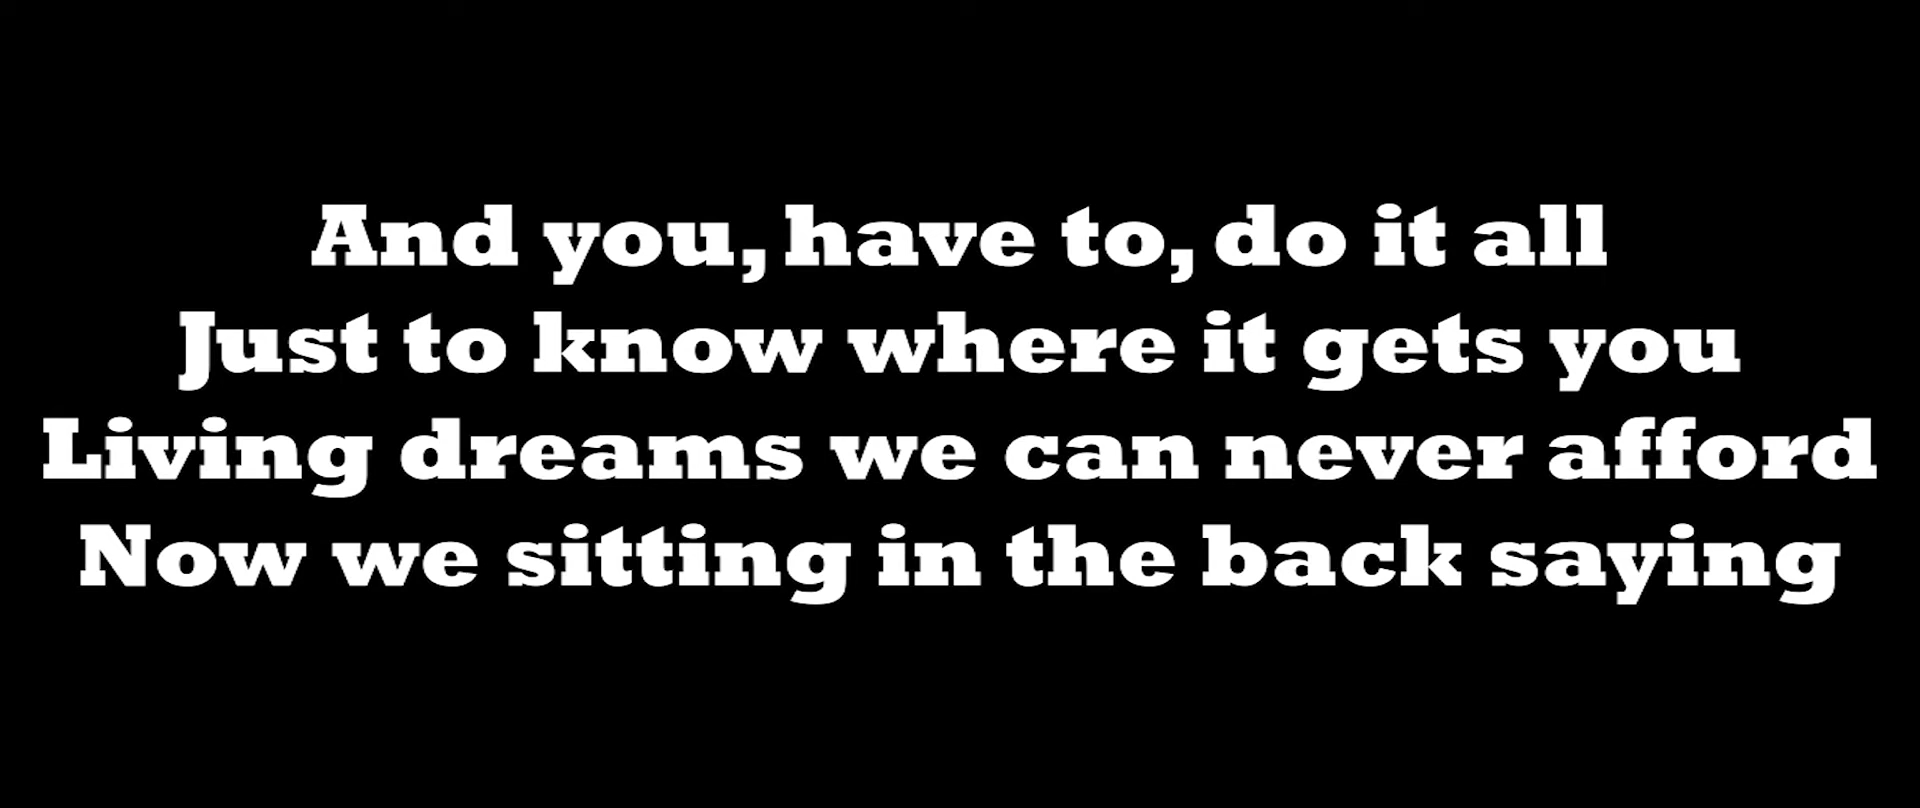 And you, have to, do it all
Just to know where it gets you
Living dreams we can never afford
Now we sitting in the back saying